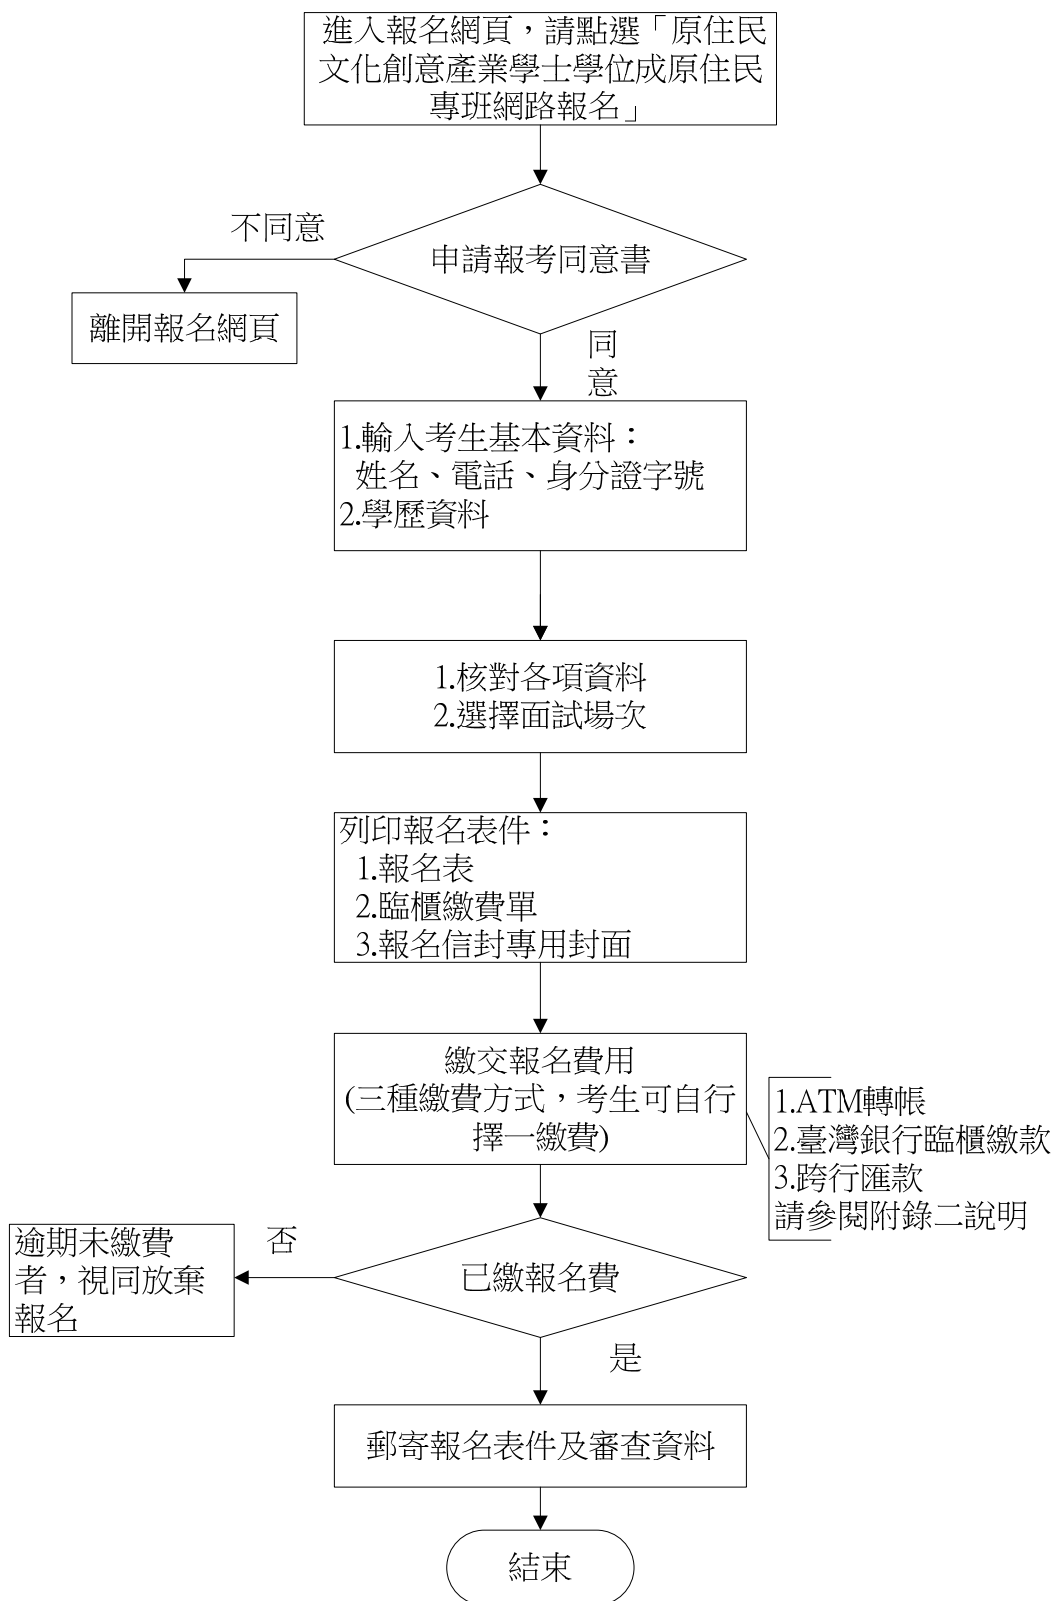 進入報名網頁，請點選「原住民
文化創意產業學士學位成原住民
專班網路報名」
申請報考同意書
不同意
離開報名網頁
同
意
1.輸入考生基本資料：
姓名、電話、身分證字號
2.學歷資料
1.核對各項資料
2.選擇面試場次
列印報名表件：
1.報名表
2.臨櫃繳費單
3.報名信封專用封面
繳交報名費用
(三種繳費方式，考生可自行
擇一繳費)
1.ATM轉帳
2.臺灣銀行臨櫃繳款
3.跨行匯款
請參閱附錄二說明
已繳報名費
否
逾期未繳費
者，視同放棄
報名
是
郵寄報名表件及審查資料
結束